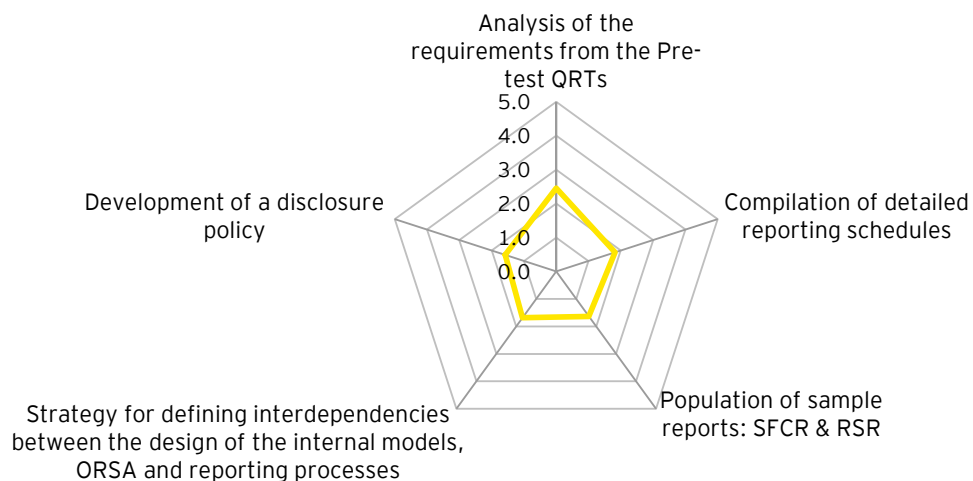 Analysis of the
requirements from the Pre-
test QRTs
5.0
4.0
3.0
2.0
1.0
0.0
Compilation of detailed
reporting schedules
Population of sample
reports: SFCR & RSR
Strategy for defining interdependencies
between the design of the internal models,
ORSA and reporting processes
Development of a disclosure
policy